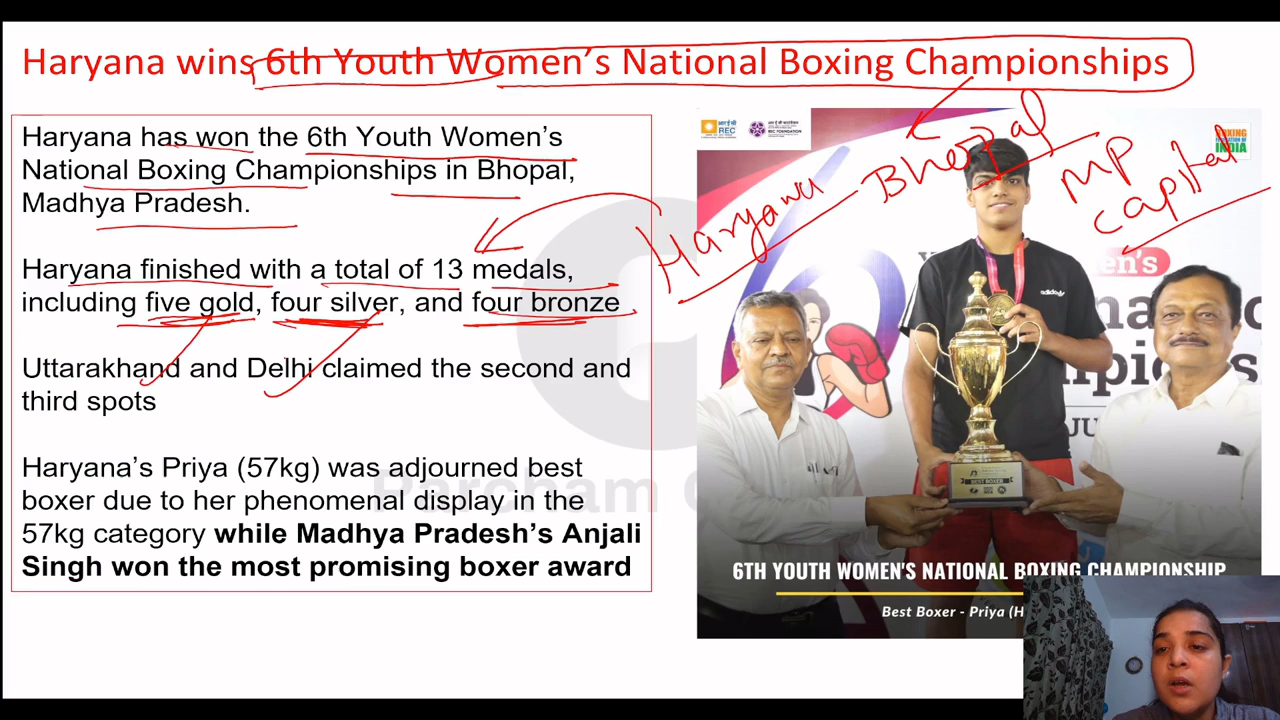 Haryana wins 6th Youth Women's National Boxing Championships
Haryana has won the 6th Youth Women's
National Boxing Championships in Bhopal,
Madhya Pradesh.
Haryana finished with a total of 13 medals,
including five gold, four silver, and four bronze
Uttarakhand and Delhi claimed the second and
third spots
Haryana's Priya (57kg) was adjourned best
boxer due to her phenomenal display in the
57kg category while Madhya Pradesh's Anjali
Singh won the most promising boxer award
Haryana
Bhopal
MP
capital
REC
REC FOUNDATION
BOXING
INDIA
en's
BEST BOXER
6TH YOUTH WOMEN'S NATIONAL BOXING CHAMPIONSHIP
Best Boxer - Priya (H